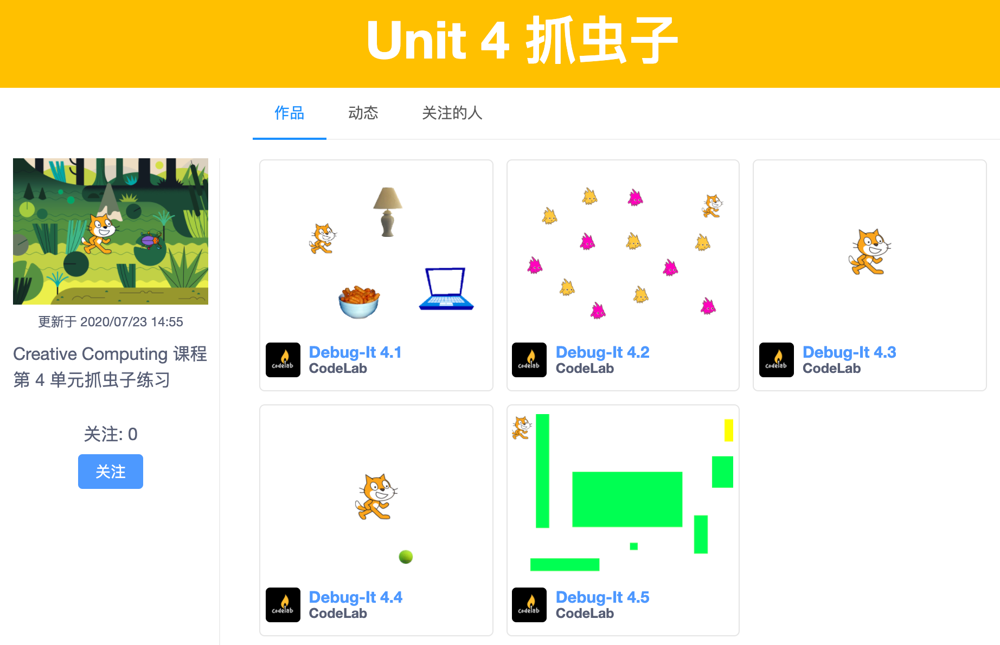 Unit 4 抓虫子
作品
动态
关注的人
更新于 2020/07/23 14:55
Creative Computing 课程
第 4 单元抓虫子练习
关注: 0
关注
codelab
Debug-It 4.1
CodeLab
codelab
Debug-It 4.2
CodeLab
codelab
Debug-It 4.3
CodeLab
codelab
Debug-It 4.4
CodeLab
codelab
Debug-It 4.5
CodeLab